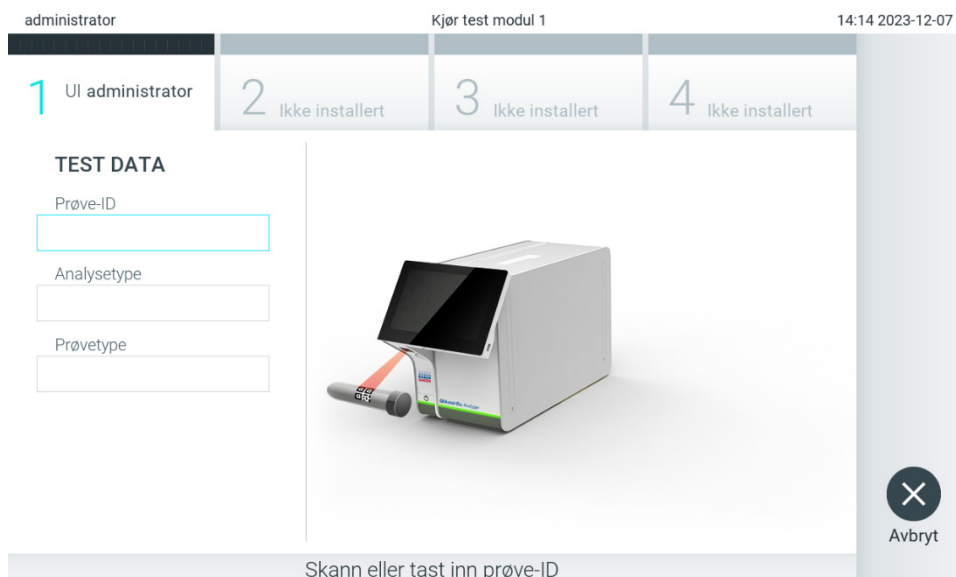 administrator
Kjør test modul 1
14:14 2023-12-07
1 UI administrator
2 Ikke installert
3 Ikke installert
4 Ikke installert
TEST DATA
Prøve-ID
Analysetype
Prøvetype
Avbryt
Skann eller tast inn prøve-ID